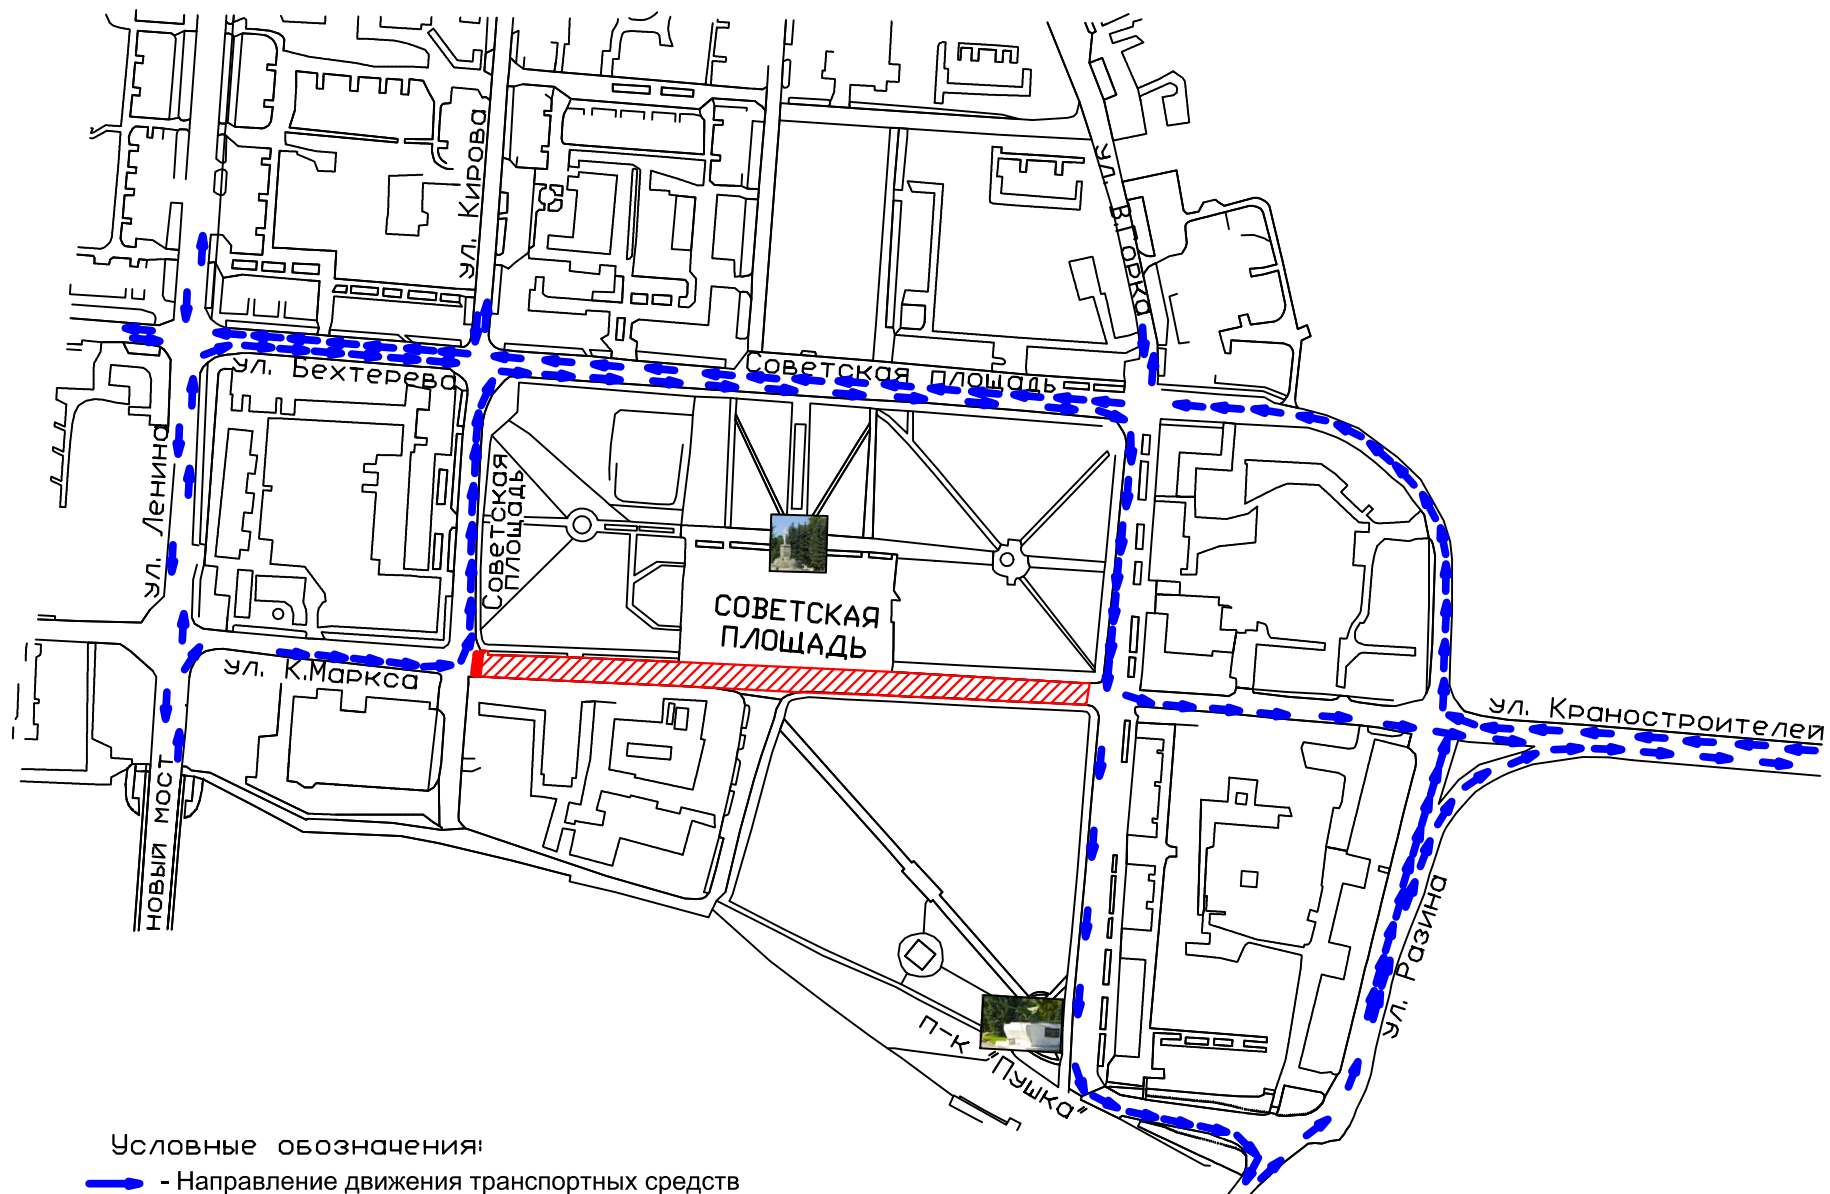 ул. Кирова
ул. В.Горка
ул. Бехтерева
Советская площадь
ул. Ленина
Советская
площадь
СОВЕТСКАЯ
ПЛОЩАДЬ
ул. К.Маркса
ул. Краностроителей
новый мост
ул. Разина
п-к "Пушка"
Условные обозначения:
- Направление движения транспортных средств